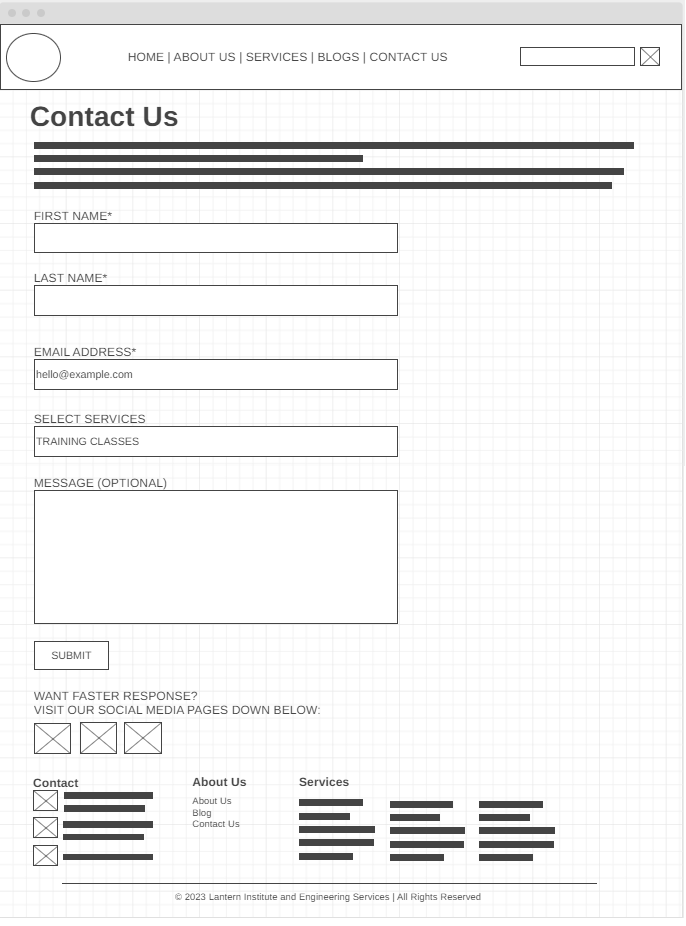 HOME | ABOUT US | SERVICES | BLOGS | CONTACT US
Contact Us
FIRST NAME*
LAST NAME*
EMAIL ADDRESS*
hello@example.com
SELECT SERVICES
TRAINING CLASSES
MESSAGE (OPTIONAL)
SUBMIT
WANT FASTER RESPONSE?
VISIT OUR SOCIAL MEDIA PAGES DOWN BELOW:
Contact
About Us
About Us
Blog
Contact Us
Services
© 2023 Lantern Institute and Engineering Services | All Rights Reserved